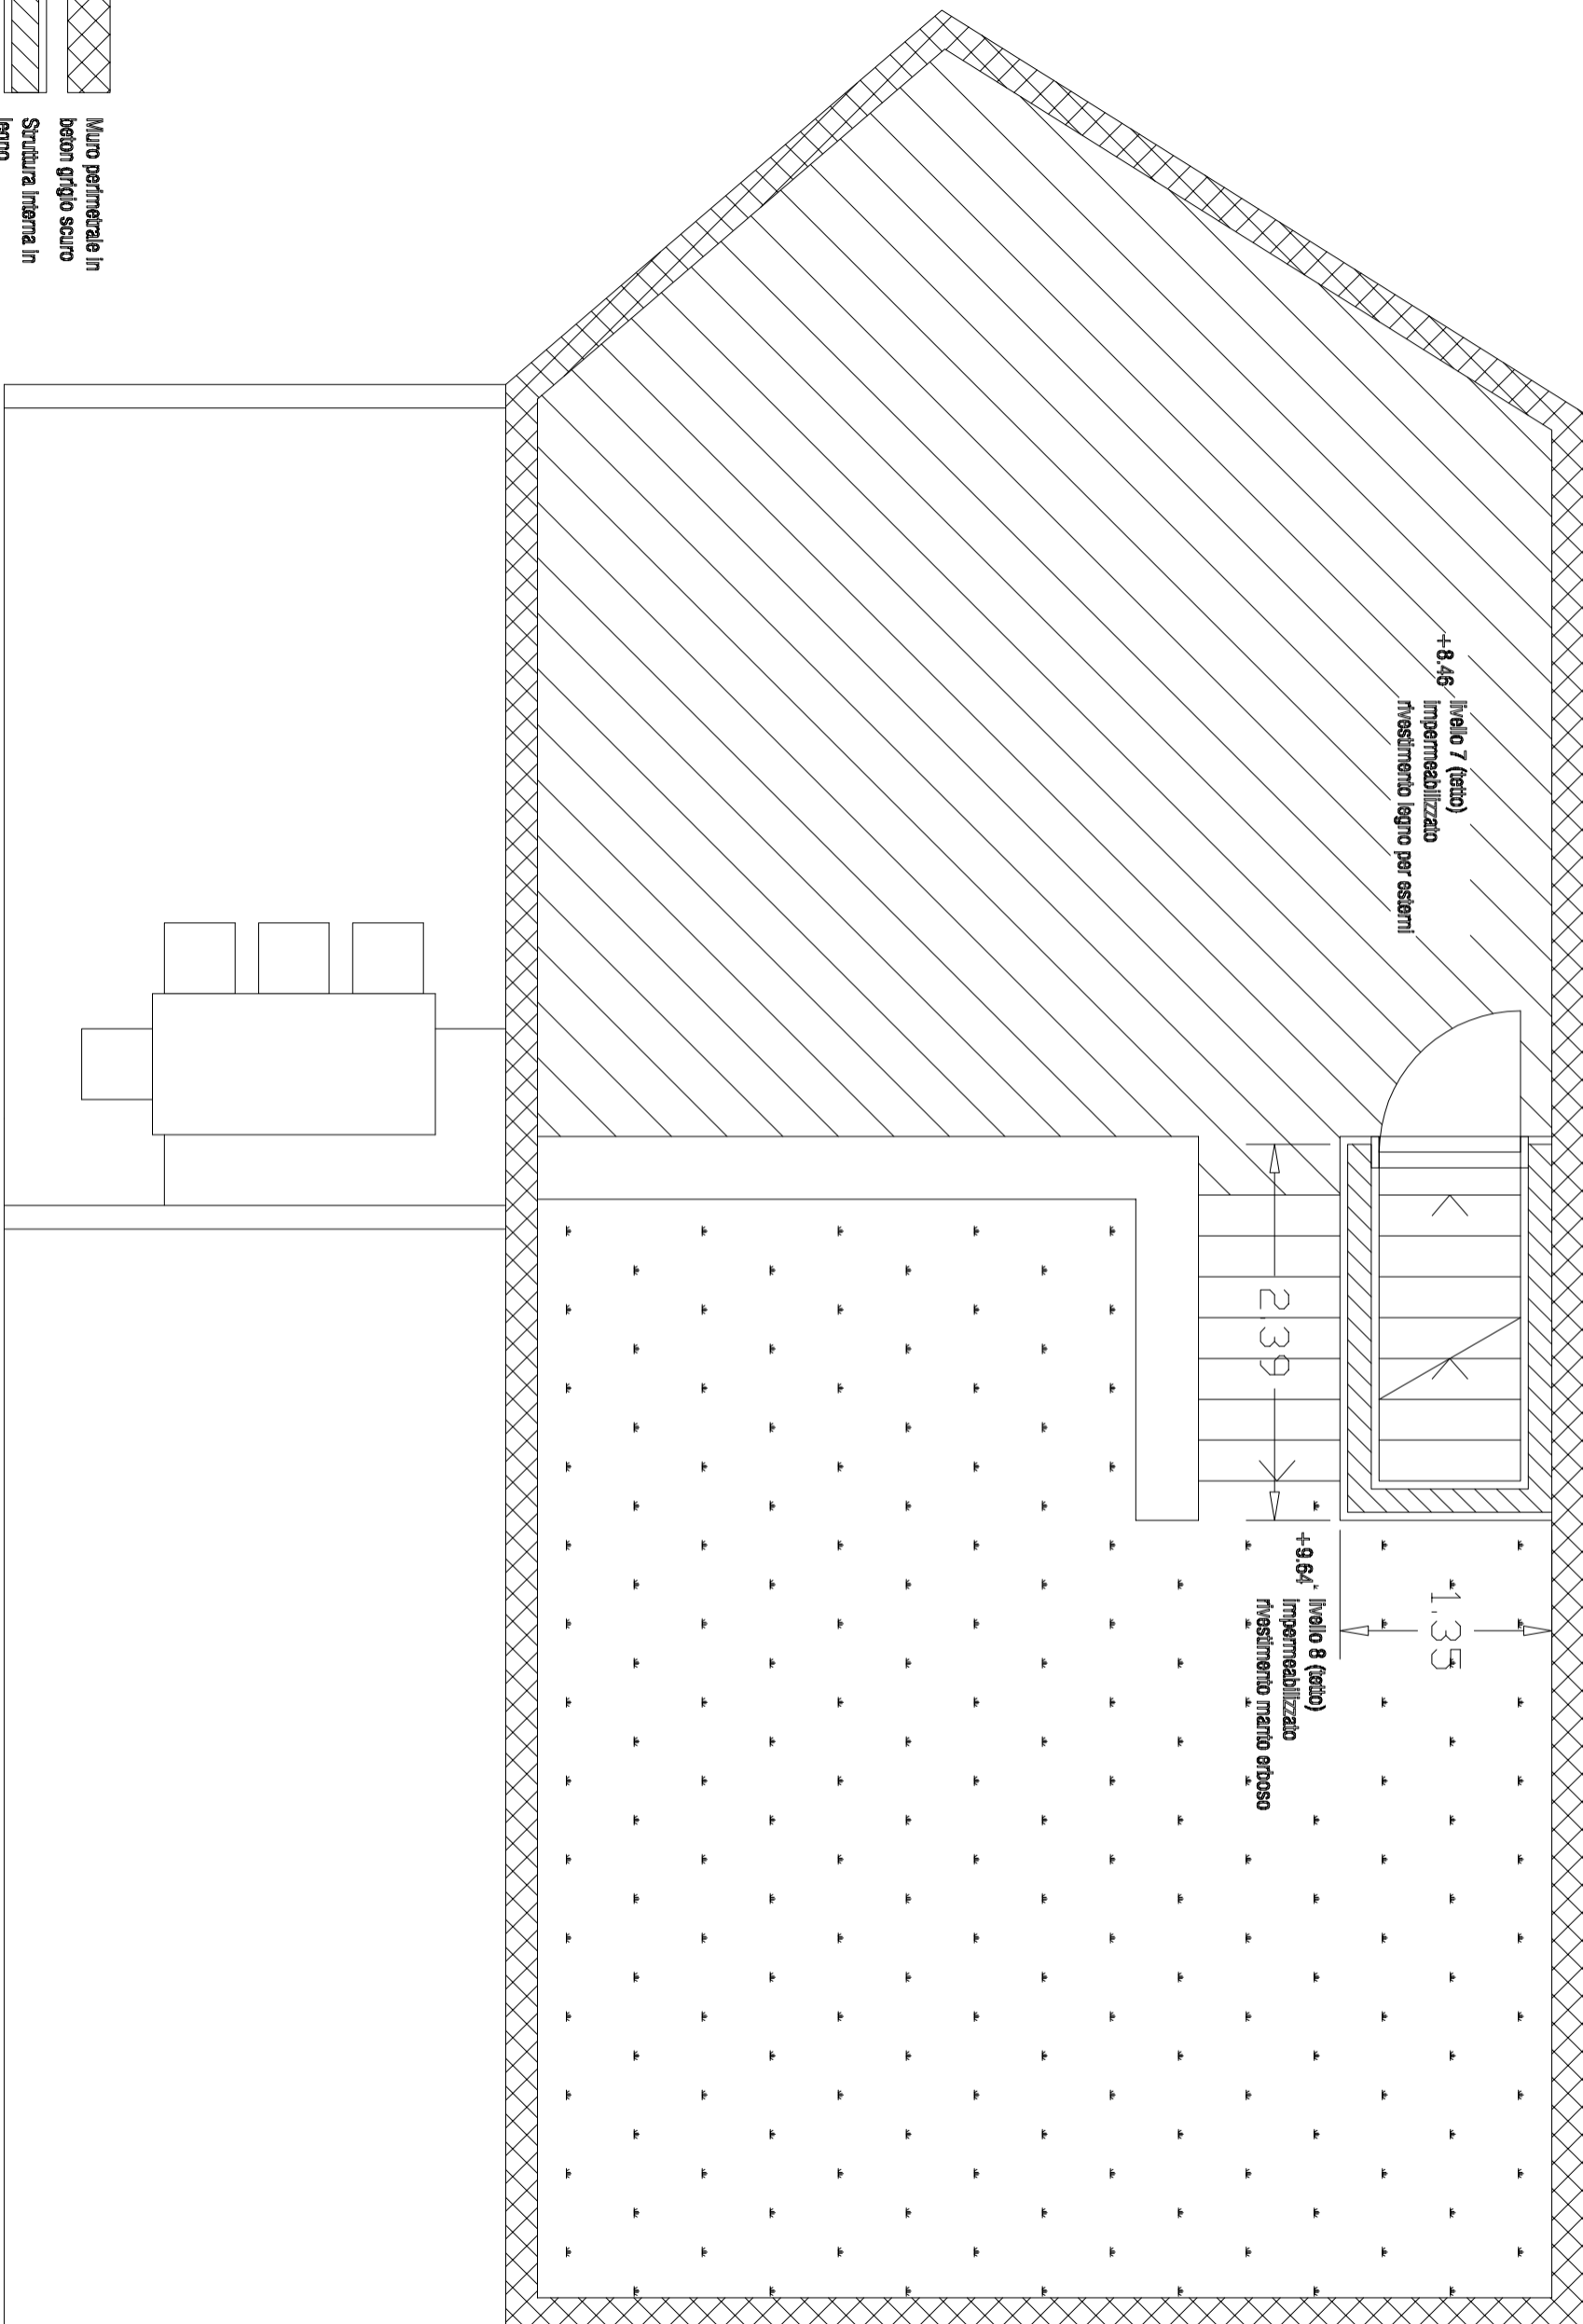 Muro perimetrale in
beton grigio scuro
Struttura interna in
legno
+8.46 livello 7 (tetto)
impermeabilizzato
rivestimento legno per esterni
2.39
1.35
+9.64 livello 8 (tetto)
impermeabilizzato
rivestimento manto erboso